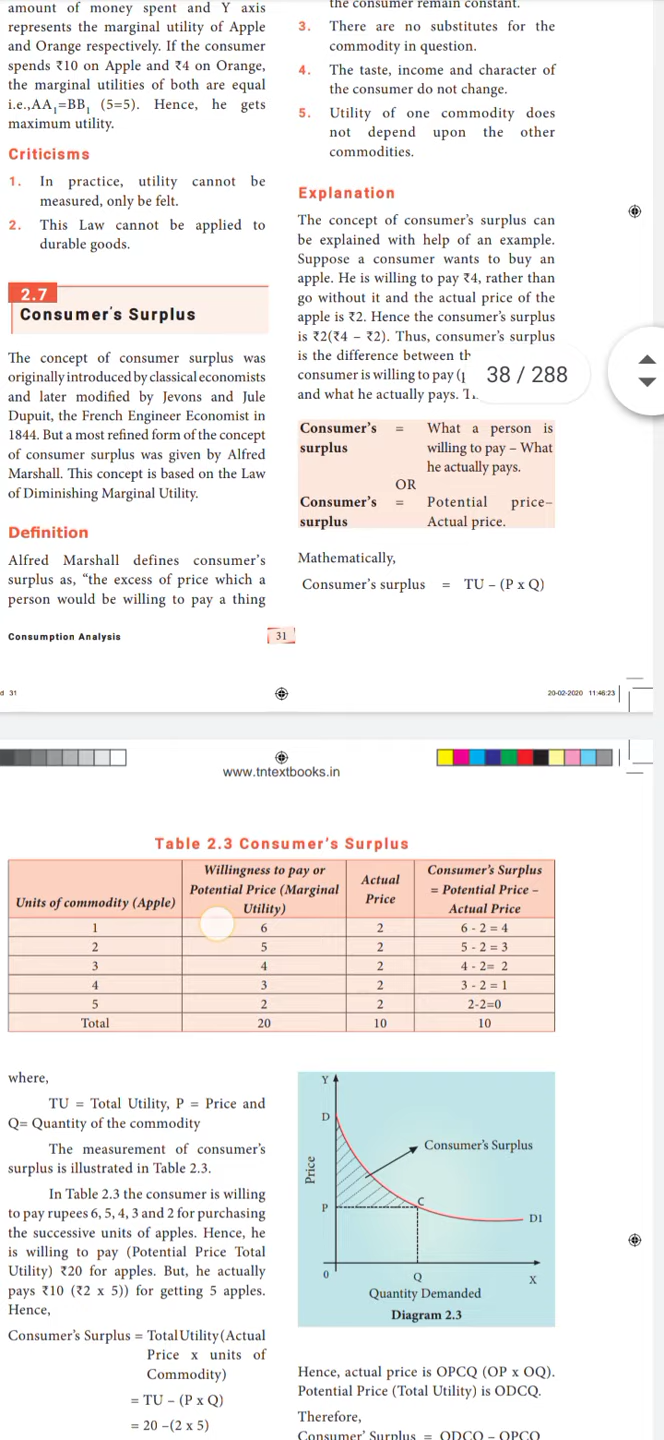 amount of money spent and Y axis
represents the marginal utility of Apple
and Orange respectively. If the consumer
spends ₹10 on Apple and ₹4 on Orange,
the marginal utilities of both are equal
i.e.,AA₁=BB₁ (5=5). Hence, he gets
maximum utility.
Criticisms
1. In practice, utility cannot be
measured, only be felt.
2. This Law cannot be applied to
durable goods.
2.7
Consumer's Surplus
The concept of consumer surplus was
originally introduced by classical economists
and later modified by Jevons and Jule
Dupuit, the French Engineer Economist in
1844. But a most refined form of the concept
of consumer surplus was given by Alfred
Marshall. This concept is based on the Law
of Diminishing Marginal Utility.
Definition
Alfred Marshall defines consumer's
surplus as, "the excess of price which a
person would be willing to pay a thing
the consumer remain constant.
3. There are no substitutes for the
commodity in question.
4. The taste, income and character of
the consumer do not change.
5. Utility of one commodity does
not depend upon the other
commodities.
Explanation
The concept of consumer's surplus can
be explained with help of an example.
Suppose a consumer wants to buy an
apple. He is willing to pay ₹4, rather than
go without it and the actual price of the
apple is ₹2. Hence the consumer's surplus
is ₹2(₹4 – ₹2). Thus, consumer's surplus
is the difference between
consumer is willing to pay
and what he actually pays.
38 / 288
Consumer's = What a person is
surplus willing to pay – What
he actually pays.
OR
Consumer's = Potential price–
surplus Actual price.
Mathematically,
Consumer's surplus = TU – (P x Q)
Consumption Analysis 31
d 31 20-02-2020 11:46:23
www.tntextbooks.in
Table 2.3 Consumer's Surplus
Units of commodity (Apple) Willingness to pay or Potential Price (Marginal Utility) Actual Price Consumer's Surplus = Potential Price – Actual Price
1 6 2 6 - 2 = 4
2 5 2 5 - 2 = 3
3 4 2 4 - 2= 2
4 3 2 3 - 2 = 1
5 2 2 2-2=0
Total 20 10 10
where,
TU = Total Utility, P = Price and
Q= Quantity of the commodity
The measurement of consumer's
surplus is illustrated in Table 2.3.
In Table 2.3 the consumer is willing
to pay rupees 6, 5, 4, 3 and 2 for purchasing
the successive units of apples. Hence, he
is willing to pay (Potential Price Total
Utility) ₹20 for apples. But, he actually
pays ₹10 (₹2 x 5)) for getting 5 apples.
Hence,
Consumer's Surplus = Total Utility (Actual
Price x units of
Commodity)
= TU – (P x Q)
= 20 –(2 x 5)
Y
D
Consumer's Surplus
Price
P
C
D1
0
Q
X
Quantity Demanded
Diagram 2.3
Hence, actual price is OPCQ (OP x OQ).
Potential Price (Total Utility) is ODCQ.
Therefore,
Consumer' Surplus = ODCQ – OPCQ